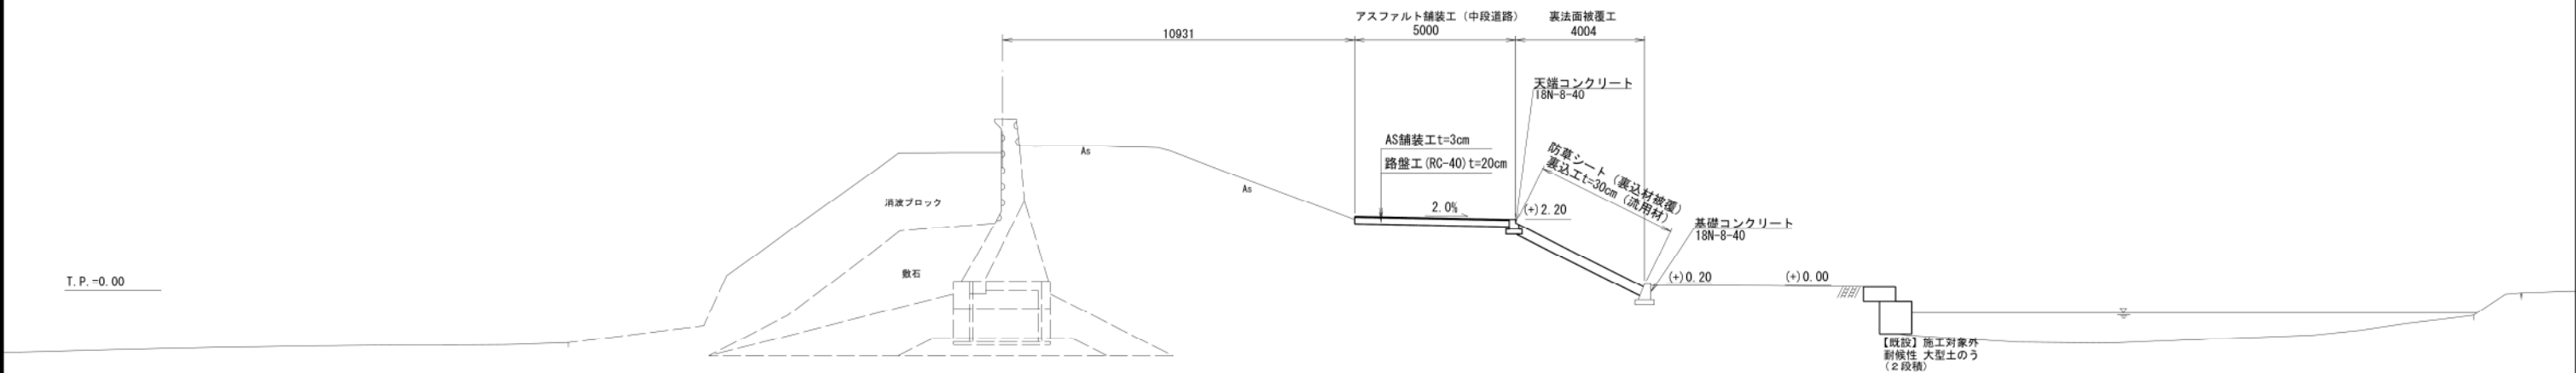 アスファルト舗装工（中段道路）
裏法面被覆工
10931
5000
4004
天端コンクリート
18N-8-40
AS舗装工t=3cm
路盤工(RC-40)t=20cm
As
As
防草シート（裏込材被覆）
裏込工t=30cm（流用材）
消波ブロック
2.0%
(+)2.20
基礎コンクリート
18N-8-40
敷石
T.P.=0.00
(+)0.20
(+)0.00
【既設】施工対象外
耐候性 大型土のう
（２段積）